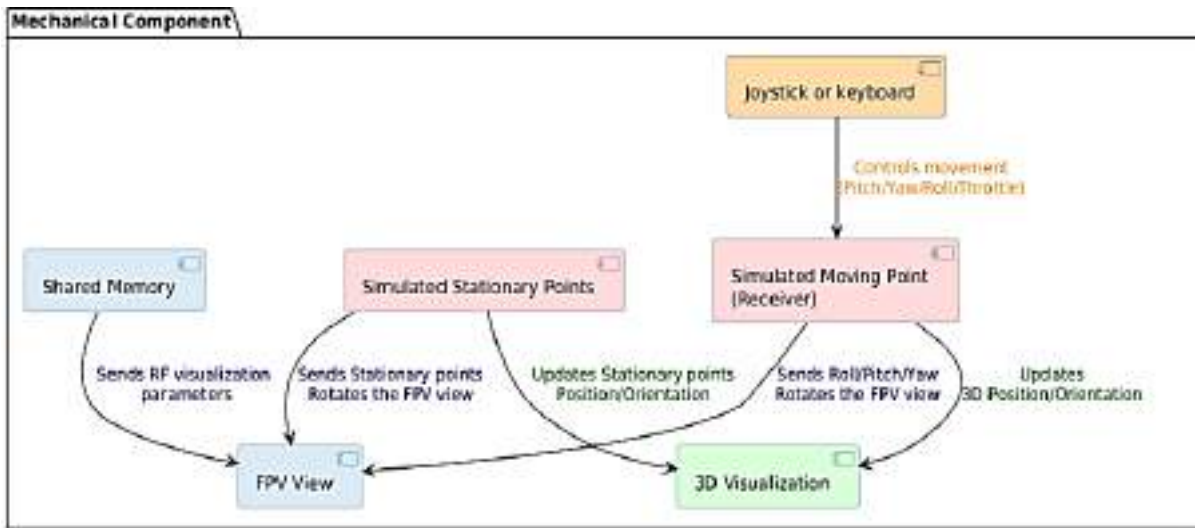 Mechanical Component
Joystick or keyboard
Controls movement
(Pitch/Yaw/Roll/Throttle)
Shared Memory
Simulated Stationary Points
Simulated Moving Point
(Receiver)
Sends RF visualization
parameters
Sends Stationary points
Rotates the FPV view
Updates Stationary points
Position/Orientation
Sends Roll/Pitch/Yaw
Rotates the FPV view
Updates
3D Position/Orientation
FPV View
3D Visualization